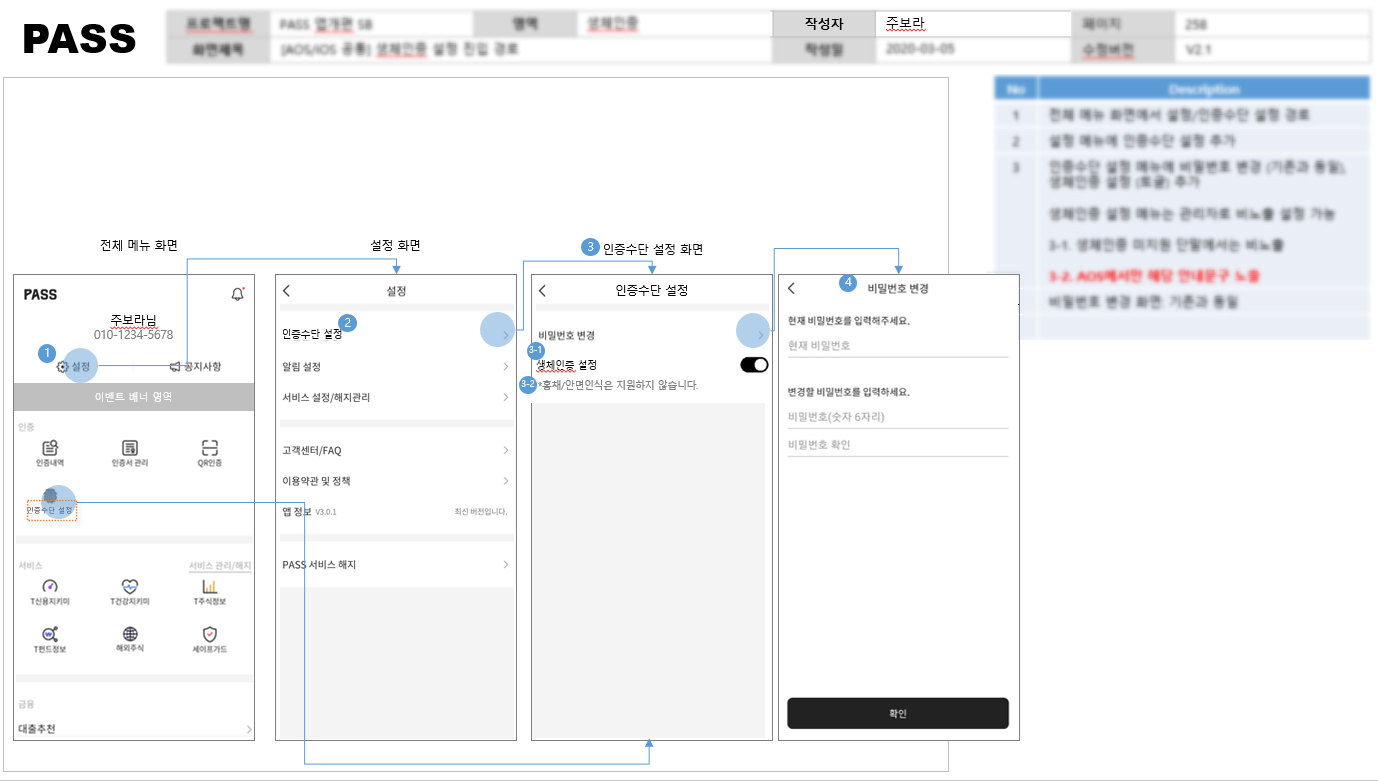 PASS
프로젝트명 PASS 앱개편 SB 영역 생체인증 작성자 주보라 페이지 258
화면제목 [AOS/iOS 공통] 생체인증 설정 진입 경로 작성일 2020-03-05 수정버전 V2.1
No Description
1 전체 메뉴 화면에서 설정/인증수단 설정 경로
2 설정 메뉴에 인증수단 설정 추가
3 인증수단 설정 메뉴에 비밀번호 변경 (기존과 동일),
생체인증 설정 (토글) 추가
생체인증 설정 메뉴는 관리자로 비노출 설정 가능
3-1. 생체인증 미지원 단말에서는 비노출
3-2. AOS에서만 해당 안내문구 노출
비밀번호 변경 화면: 기존과 동일
전체 메뉴 화면
PASS
주보라님
010-1234-5678
1 설정 공지사항
이벤트 배너 영역
인증
인증내역 인증서 관리 QR인증
인증수단 설정
서비스 서비스 관리/해지
T신용지키미 T건강지키미 T주식정보
T펀드정보 해외주식 세이프가드
금융
대출추천
설정 화면
설정
인증수단 설정 2
알림 설정
서비스 설정/해지관리
고객센터/FAQ
이용약관 및 정책
앱 정보 V3.0.1 최신 버전입니다.
PASS 서비스 해지
3 인증수단 설정 화면
인증수단 설정
비밀번호 변경
3-1
생체인증 설정
3-2 *홍채/안면인식은 지원하지 않습니다.
4 비밀번호 변경
현재 비밀번호를 입력해주세요.
현재 비밀번호
변경할 비밀번호를 입력하세요.
비밀번호(숫자 6자리)
비밀번호 확인
확인